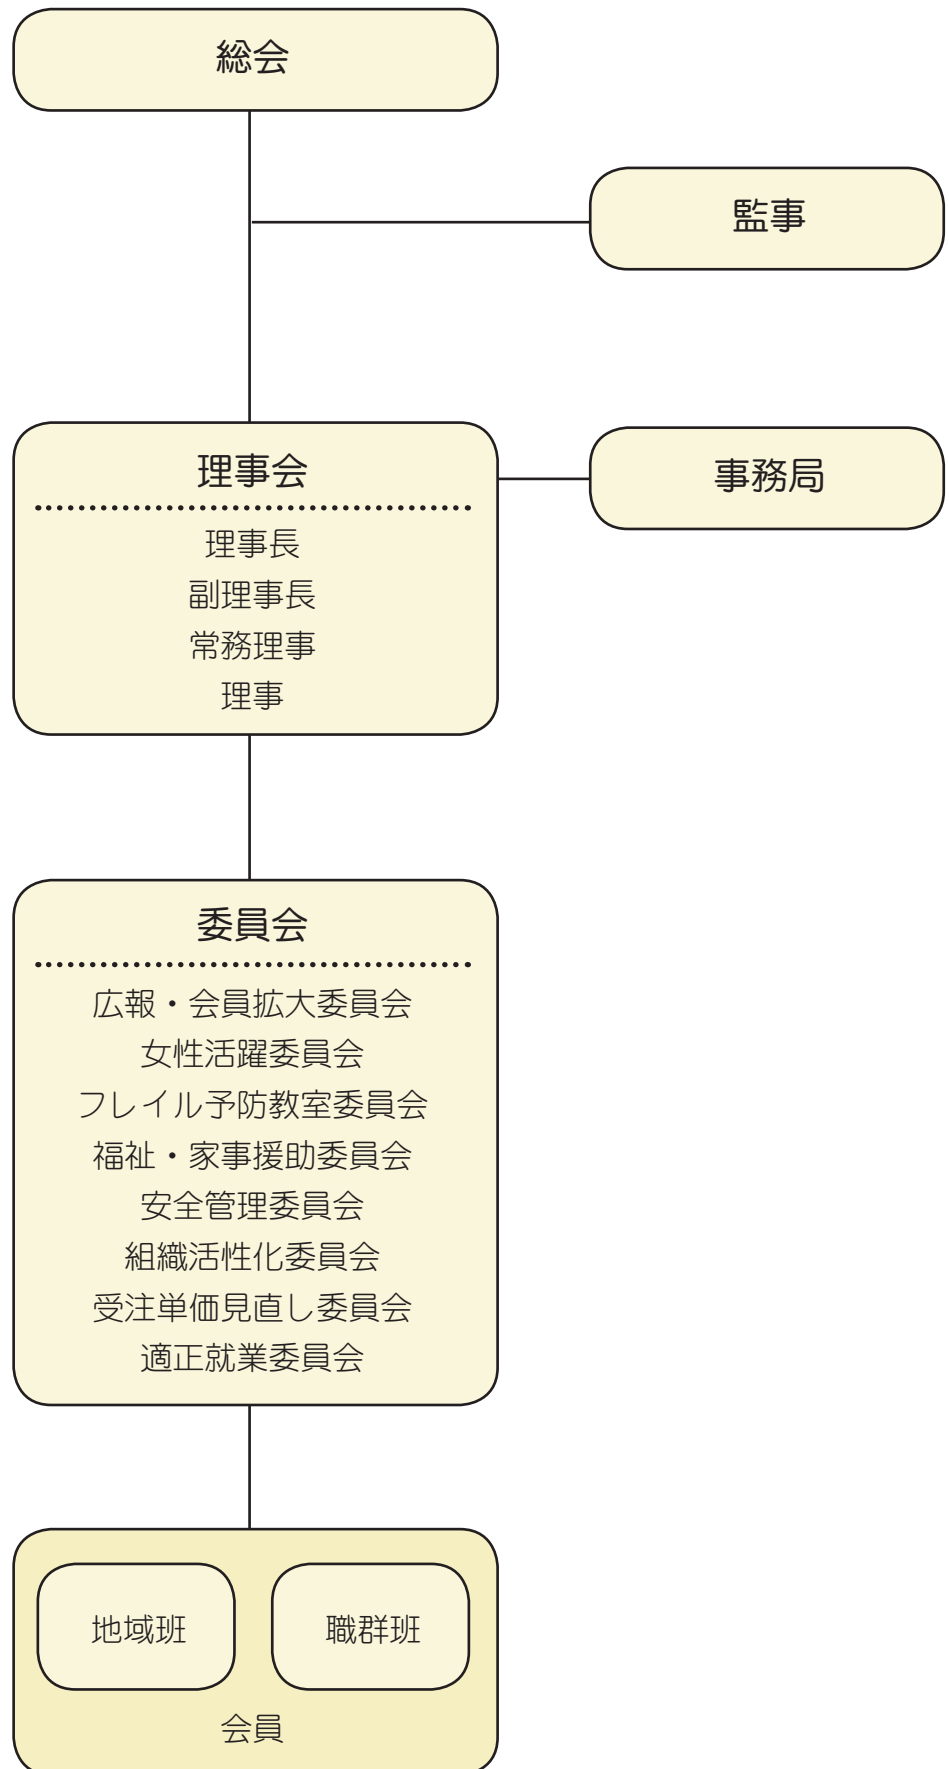 総会
監事
理事会
事務局
理事長
副理事長
常務理事
理事
委員会
広報・会員拡大委員会
女性活躍委員会
フレイル予防教室委員会
福祉・家事援助委員会
安全管理委員会
組織活性化委員会
受注単価見直し委員会
適正就業委員会
地域班
職群班
会員